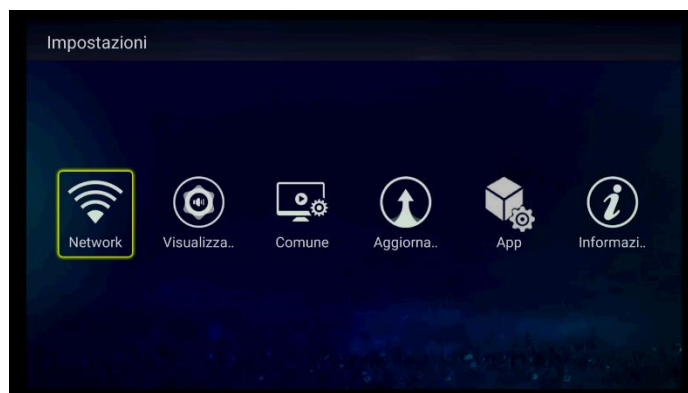 Impostazioni
Network
Visualizza..
Comune
Aggiorna..
App
Informazi..